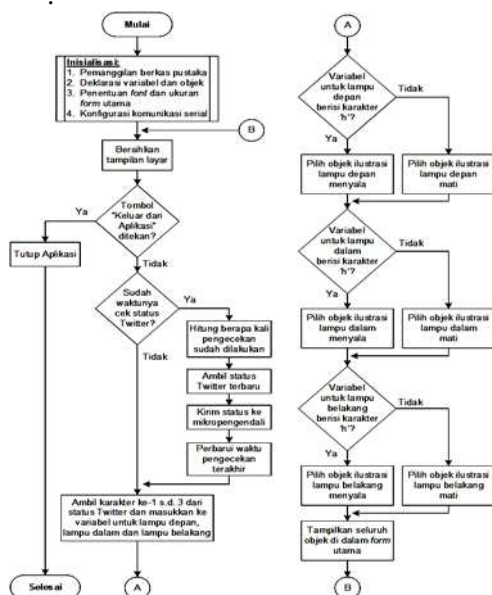 Mulai
Inisialisasi:
1. Pemanggilan berkas pustaka
2. Deklarasi variabel dan objek
3. Penentuan font dan ukuran
form utama
4. Konfigurasi komunikasi serial
B
Bersihkan
tampilan layar
Tombol
"Keluar dari
Aplikasi"
ditekan?
Ya
Tidak
Tutup Aplikasi
Sudah
waktunya
cek status
Twitter?
Ya
Tidak
Hitung berapa kali
pengecekan
sudah dilakukan
Ambil status
Twitter terbaru
Kirim status ke
mikropengendali
Perbarui waktu
pengecekan
terakhir
Ambil karakter ke-1 s.d. 3 dari
status Twitter dan masukkan ke
variabel untuk lampu depan,
lampu dalam dan lampu belakang
Selesai
A
A
Variabel
untuk lampu
depan
berisi karakter
'h'?
Tidak
Ya
Pilih objek ilustrasi
lampu depan
menyala
Pilih objek ilustrasi
lampu depan
mati
Variabel
untuk lampu
dalam
berisi karakter
'h'?
Tidak
Ya
Pilih objek ilustrasi
lampu dalam
menyala
Pilih objek ilustrasi
lampu dalam
mati
Variabel
untuk lampu
belakang
berisi karakter
'h'?
Tidak
Ya
Pilih objek ilustrasi
lampu belakang
menyala
Pilih objek ilustrasi
lampu belakang
mati
Tampilkan seluruh
objek di dalam form
utama
B